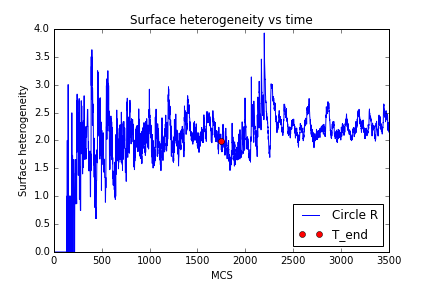 Surface heterogeneity vs time
Surface heterogeneity
4.0
3.5
3.0
2.5
2.0
1.5
1.0
0.5
0.0
0 500 1000 1500 2000 2500 3000 3500
MCS
Circle R
T_end